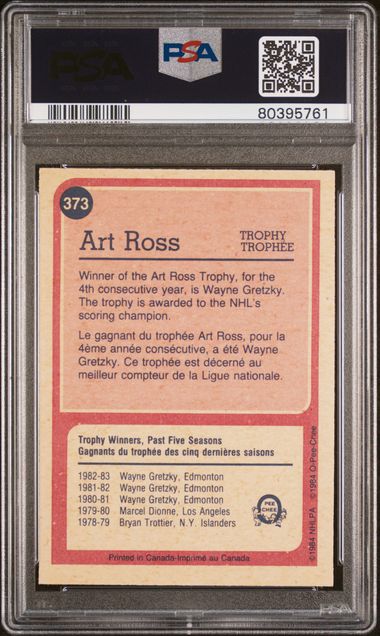 PSA
PSA
80395761
373
Art Ross
TROPHY
TROPHÉE
Winner of the Art Ross Trophy, for the
4th consecutive year, is Wayne Gretzky.
The trophy is awarded to the NHL's
scoring champion.
Le gagnant du trophée Art Ross, pour la
4ème année consécutive, a été Wayne
Gretzky. Ce trophée est décerné au
meilleur compteur de la Ligue nationale.
Trophy Winners, Past Five Seasons
Gagnants du trophée des cinq dernières saisons
1982-83 Wayne Gretzky, Edmonton
1981-82 Wayne Gretzky, Edmonton
1980-81 Wayne Gretzky, Edmonton
1979-80 Marcel Dionne, Los Angeles
1978-79 Bryan Trottier, N.Y. Islanders
O
PEE
CHEE
©1984 NHLPA ©1984 O-Pee-Chee
Printed in Canada-Imprimé au Canada